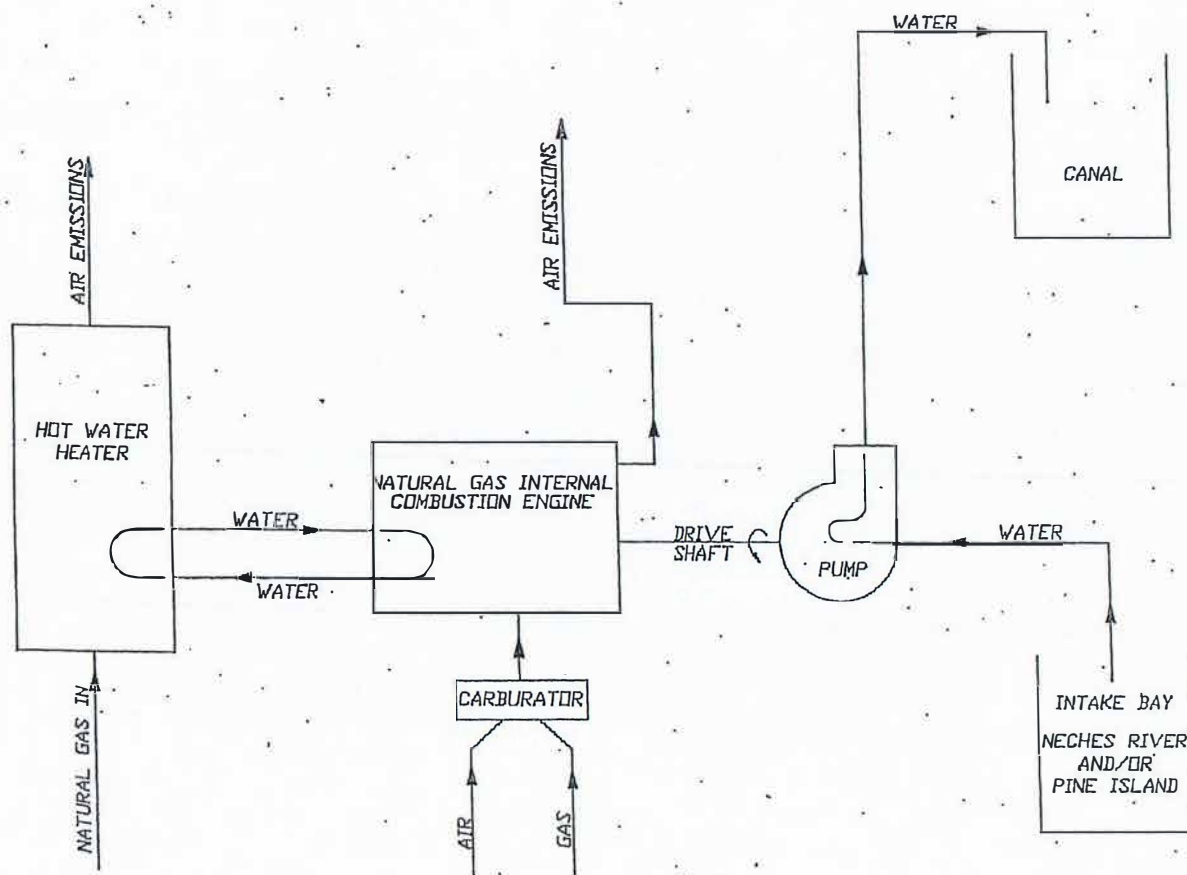 WATER
CANAL
AIR EMISSIONS
AIR EMISSIONS
HOT WATER
HEATER
NATURAL GAS INTERNAL
COMBUSTION ENGINE
WATER
WATER
DRIVE
SHAFT
PUMP
WATER
NATURAL GAS IN
CARBURATOR
AIR
GAS
INTAKE BAY
NECHES RIVER
AND/OR
PINE ISLAND